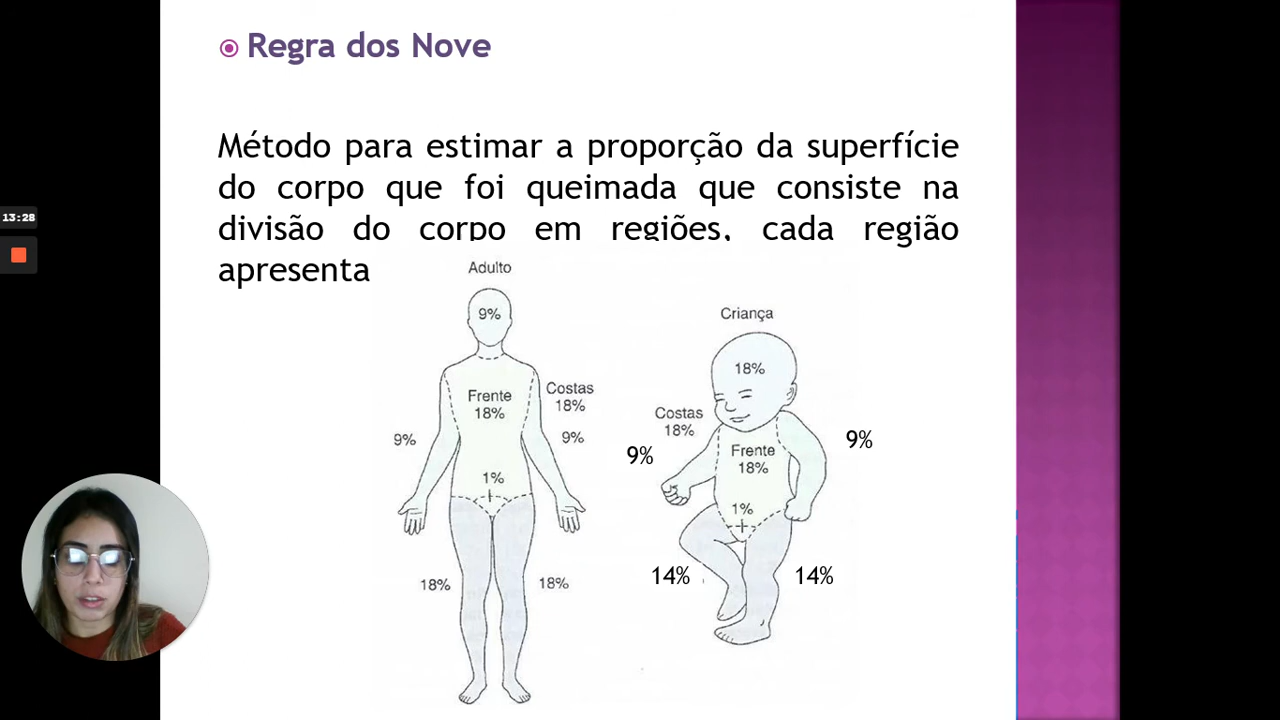 Regra dos Nove
Método para estimar a proporção da superfície
do corpo que foi queimada que consiste na
divisão do corpo em regiões, cada região
apresenta
13:28
Adulto
9%
Frente
18%
Costas
18%
9%
9%
1%
18%
18%
Criança
18%
Costas
18%
9%
9%
Frente
18%
1%
14%
14%